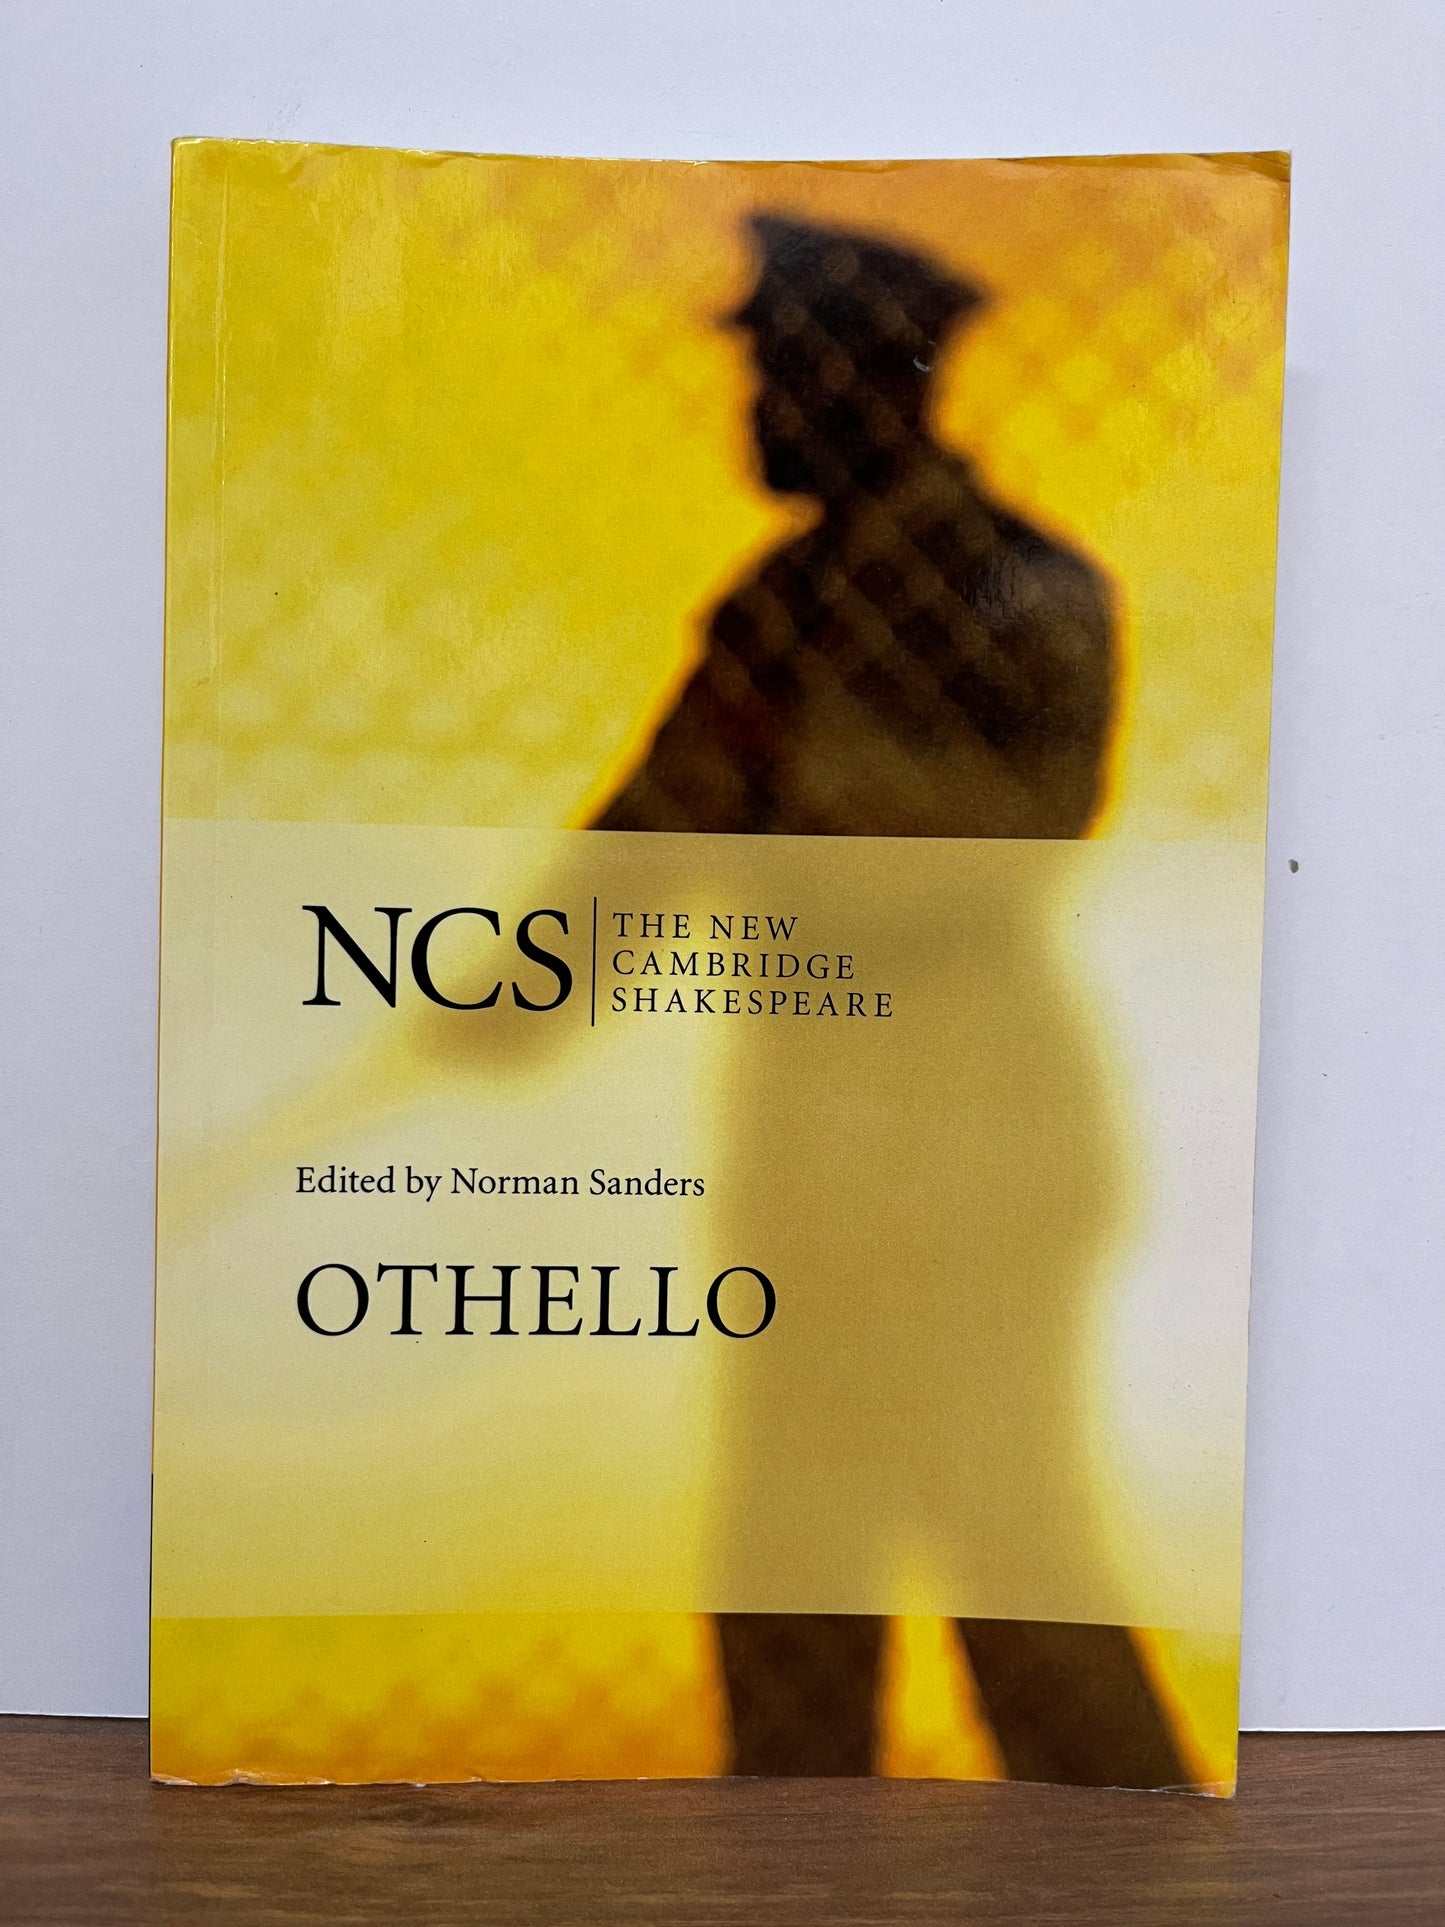 NCS
THE NEW
CAMBRIDGE
SHAKESPEARE
Edited by Norman Sanders
OTHELLO